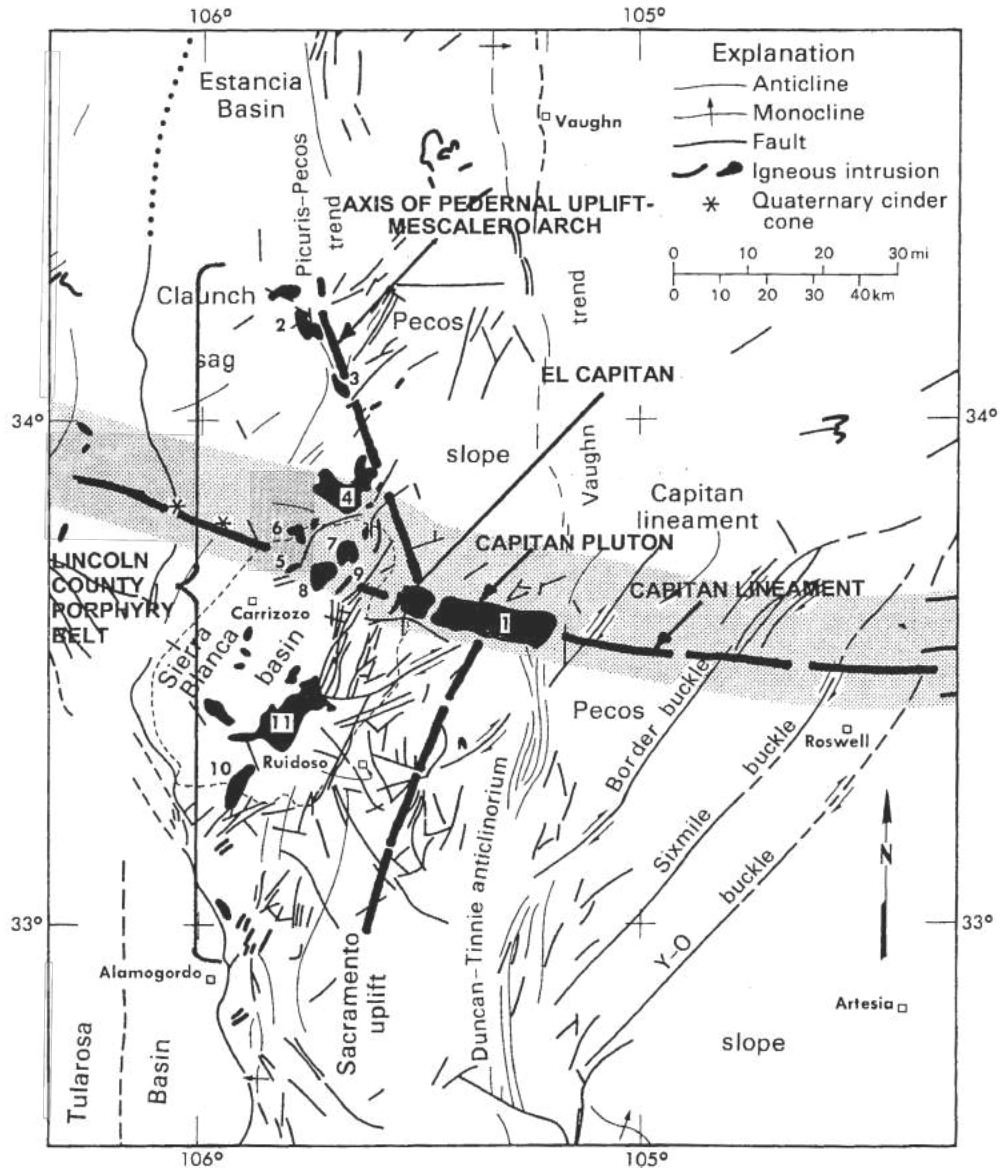 106°
105°
Explanation
Anticline
Monocline
Fault
Igneous intrusion
Quaternary cinder
cone
0 10 20 30 mi
0 10 20 30 40 km
Estancia
Basin
Vaughn
Picuris-Pecos
trend
AXIS OF PEDERNAL UPLIFT-
MESCALERO ARCH
Claunch
sag
2
Pecos
trend
3
EL CAPITAN
34°
34°
slope
Vaughn
4
Capitan
lineament
6
7
CAPITAN PLUTON
LINCOLN
COUNTY
PORPHYRY
BELT
5
8
9
CAPITAN LINEAMENT
Carrizozo
1
Sierra
Blanca
basin
Pecos
11
Border buckle
Roswell
Ruidoso
10
Sixmile buckle
N
Duncan-Tinnie anticlinorium
Y-O buckle
33°
33°
Alamogordo
Sacramento
uplift
Artesia
slope
Tularosa
Basin
106°
105°